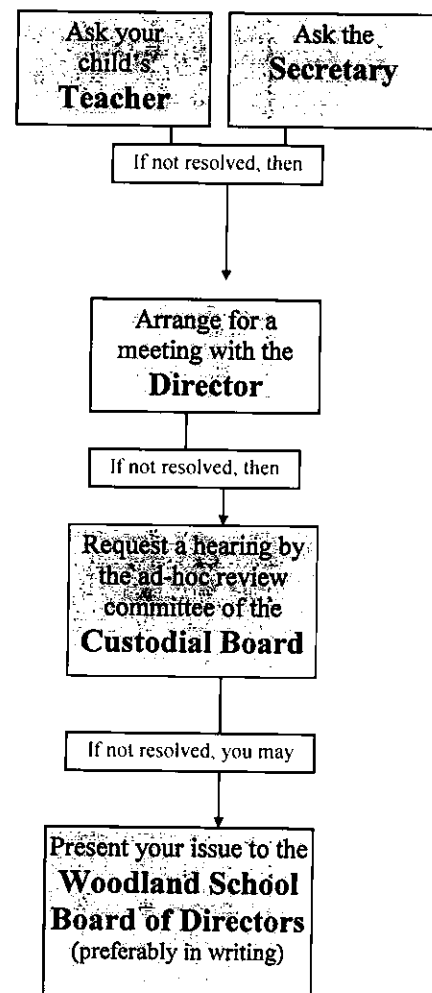 Ask your
child's
Teacher
Ask the
Secretary
If not resolved, then
Arrange for a
meeting with the
Director
If not resolved, then
Request a hearing by
the ad-hoc review
committee of the
Custodial Board
If not resolved, you may
Present your issue to the
Woodland School
Board of Directors
(preferably in writing)